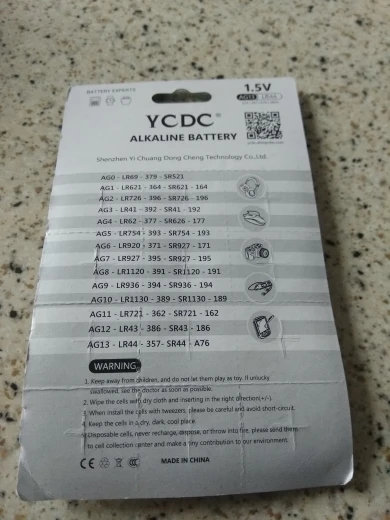 BATTERY EXPERTS
1.5V
AG13 LR44
YCDC®
ALKALINE BATTERY
Shenzhen Yi Chuang Dong Cheng Technology Co.,Ltd.
AG0 - LR69 - 379 - SR521
AG1 - LR621 - 364 - SR621 - 164
AG2 - LR726 - 396 - SR726 - 196
AG3 - LR41 - 392 - SR41 - 192
AG4 - LR62 - 377 - SR626 - 177
AG5 - LR754 - 393 - SR754 - 193
AG6 - LR920 - 371 - SR927 - 171
AG7 - LR927 - 395 - SR927 - 195
AG8 - LR1120 - 391 - SR1120 - 191
AG9 - LR936 - 394 - SR936 - 194
AG10 - LR1130 - 389 - SR1130 - 189
AG11 - LR721 - 362 - SR721 - 162
AG12 - LR43 - 386 - SR43 - 186
AG13 - LR44 - 357- SR44 - A76
WARNING,
1. Keep away from children, and do not let them play as toy. If unlucky
swallowed, see the doctor as soon as possible.
2. Wipe the cells with dry cloth and inserting in the right direction(+/-).
3. When install the cells with tweezers, please be careful and avoid short-circuit.
4. Keep the cells in a dry, dark, cool place.
Disposable cells, never recharge, dispose, or throw into fire, please send them
to cell collection center and make a tiny contribution to our environment.
CE
MADE IN CHINA